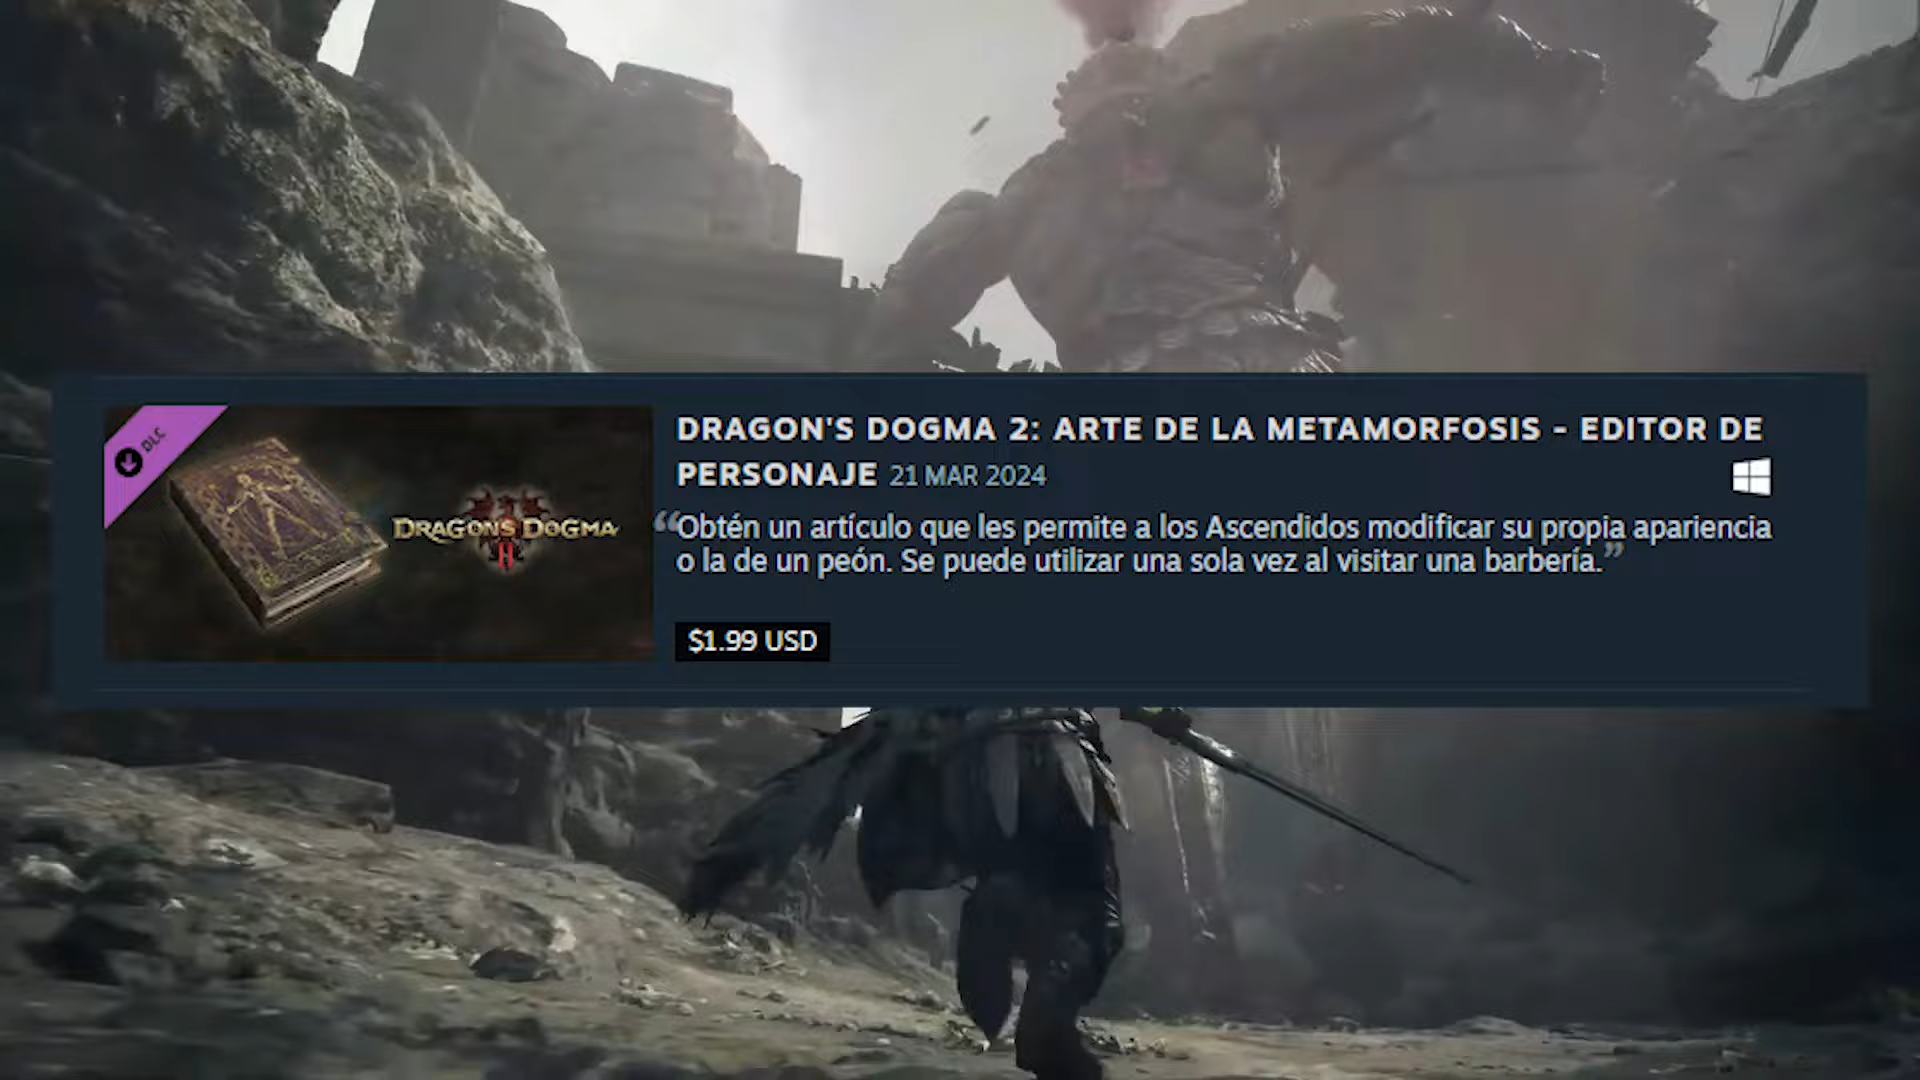 DLC
DRAGON'S DOGMA
II
DRAGON'S DOGMA 2: ARTE DE LA METAMORFOSIS - EDITOR DE
PERSONAJE 21 MAR 2024
“Obtén un artículo que les permite a los Ascendidos modificar su propia apariencia
o la de un peón. Se puede utilizar una sola vez al visitar una barbería.”
$1.99 USD